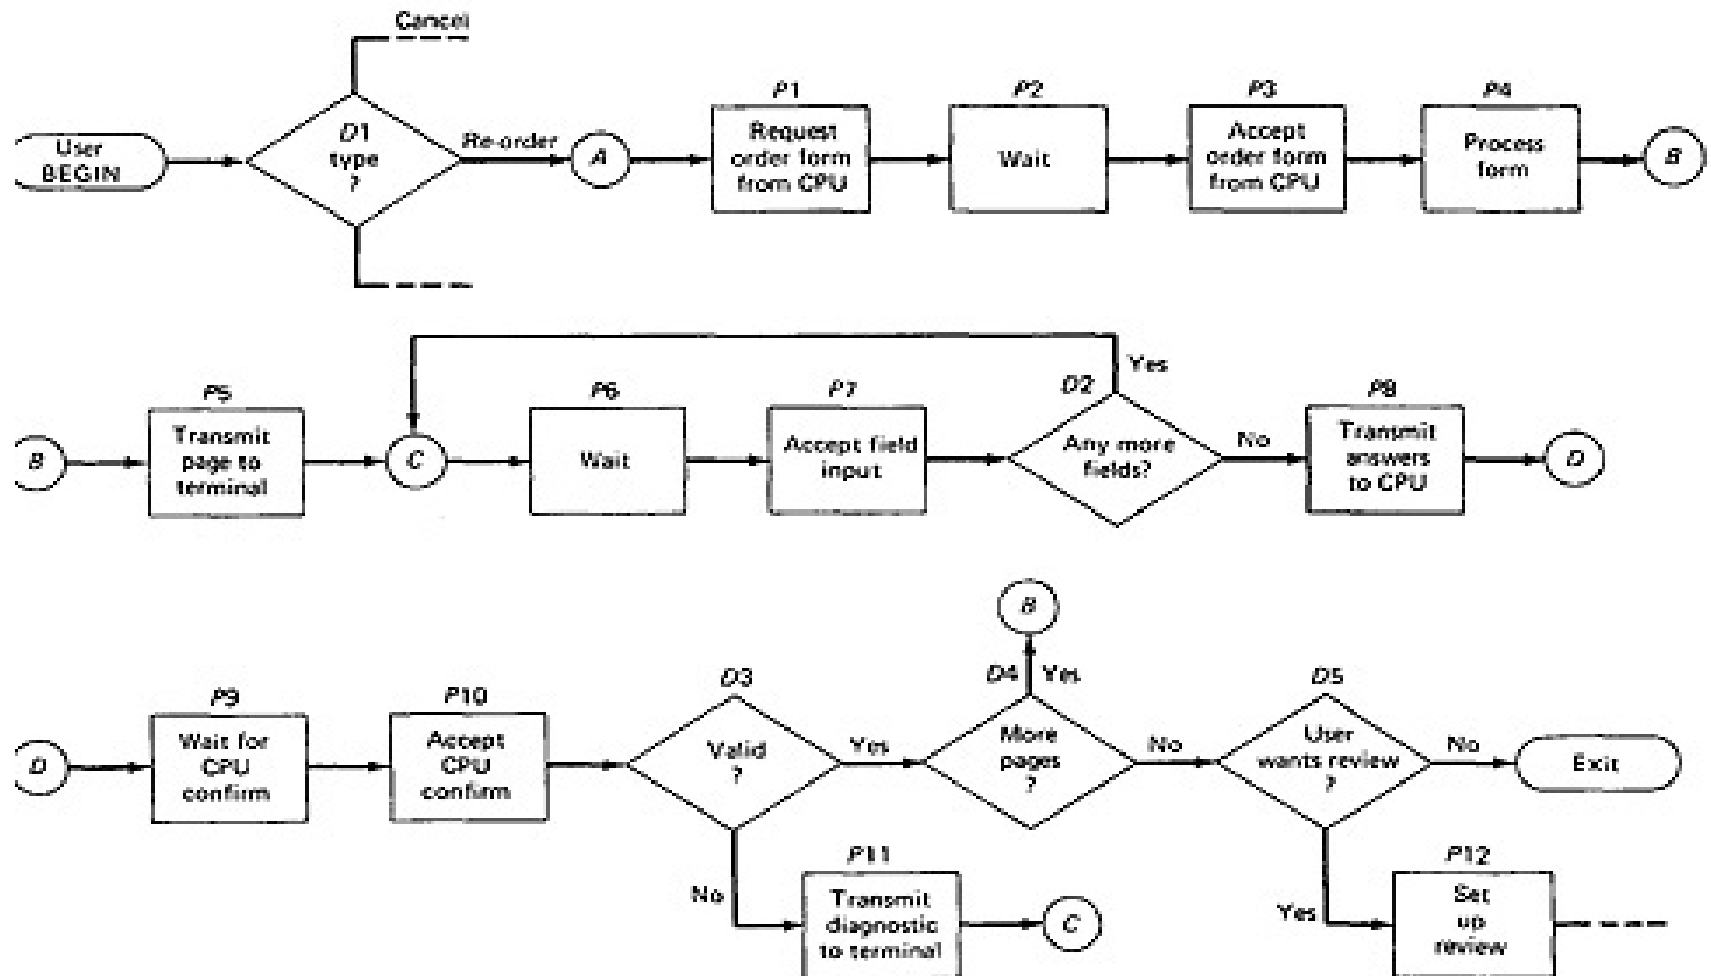 Cancel
P1
P2
P3
P4
User
BEGIN
D1
type
?
Re-order
A
Request
order form
from CPU
Wait
Accept
order form
from CPU
Process
form
B
Yes
P5
P6
P7
D2
P8
B
Transmit
page to
terminal
C
Wait
Accept field
input
Any more
fields?
No
Transmit
answers
to CPU
D
B
P9
P10
D3
D4
Yes
D5
D
Wait for
CPU
confirm
Accept
CPU
confirm
Valid
?
Yes
More
pages
?
No
User
wants review
?
No
Exit
P11
P12
No
Transmit
diagnostic
to terminal
C
Yes
Set
up
review